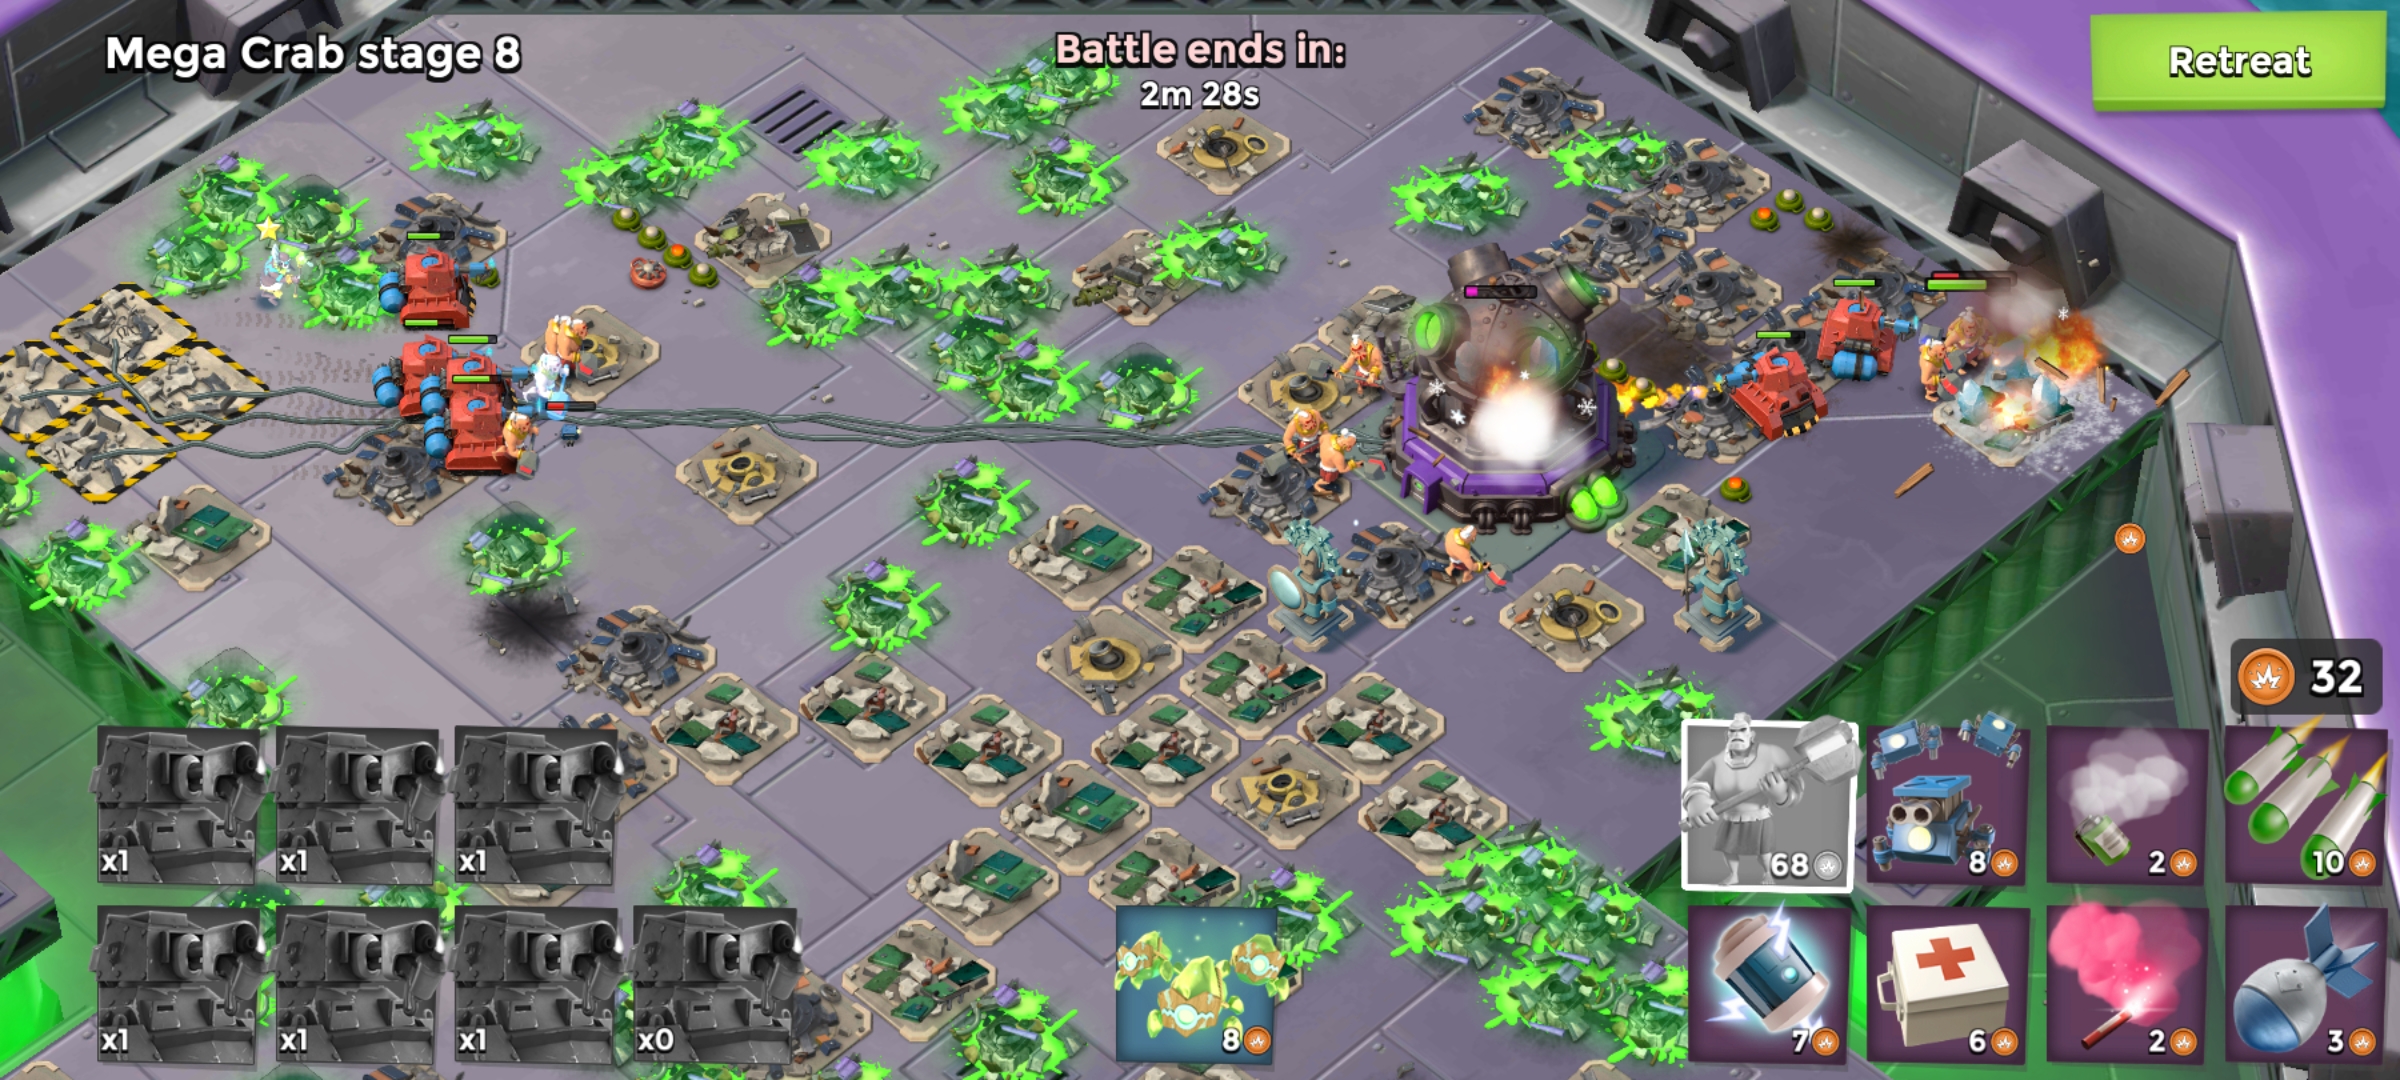 Mega Crab stage 8
Battle ends in:
2m 28s
Retreat
32
x1
x1
x1
68
8
2
10
x1
x1
x1
x0
8
7
6
2
3